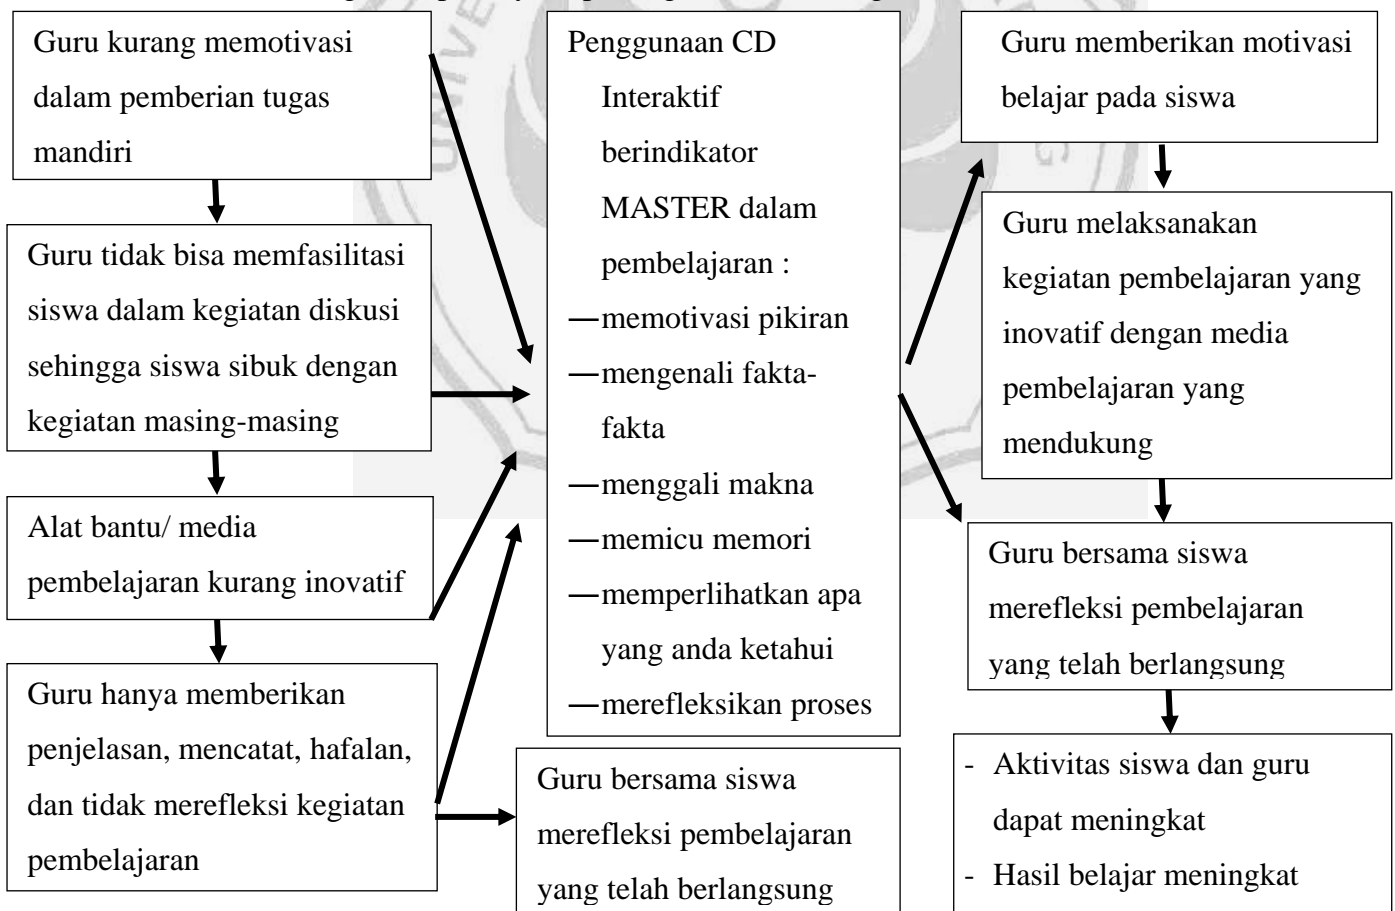 Guru kurang memotivasi
dalam pemberian tugas
mandiri
Guru tidak bisa memfasilitasi
siswa dalam kegiatan diskusi
sehingga siswa sibuk dengan
kegiatan masing-masing
Alat bantu/ media
pembelajaran kurang inovatif
Guru hanya memberikan
penjelasan, mencatat, hafalan,
dan tidak merefleksi kegiatan
pembelajaran
Penggunaan CD
Interaktif
berindikator
MASTER dalam
pembelajaran :
—memotivasi pikiran
—mengenali fakta-
fakta
—menggali makna
—memicu memori
—memperlihatkan apa
yang anda ketahui
—merefleksikan proses
Guru bersama siswa
merefleksi pembelajaran
yang telah berlangsung
Guru memberikan motivasi
belajar pada siswa
Guru melaksanakan
kegiatan pembelajaran yang
inovatif dengan media
pembelajaran yang
mendukung
Guru bersama siswa
merefleksi pembelajaran
yang telah berlangsung
- Aktivitas siswa dan guru
dapat meningkat
- Hasil belajar meningkat